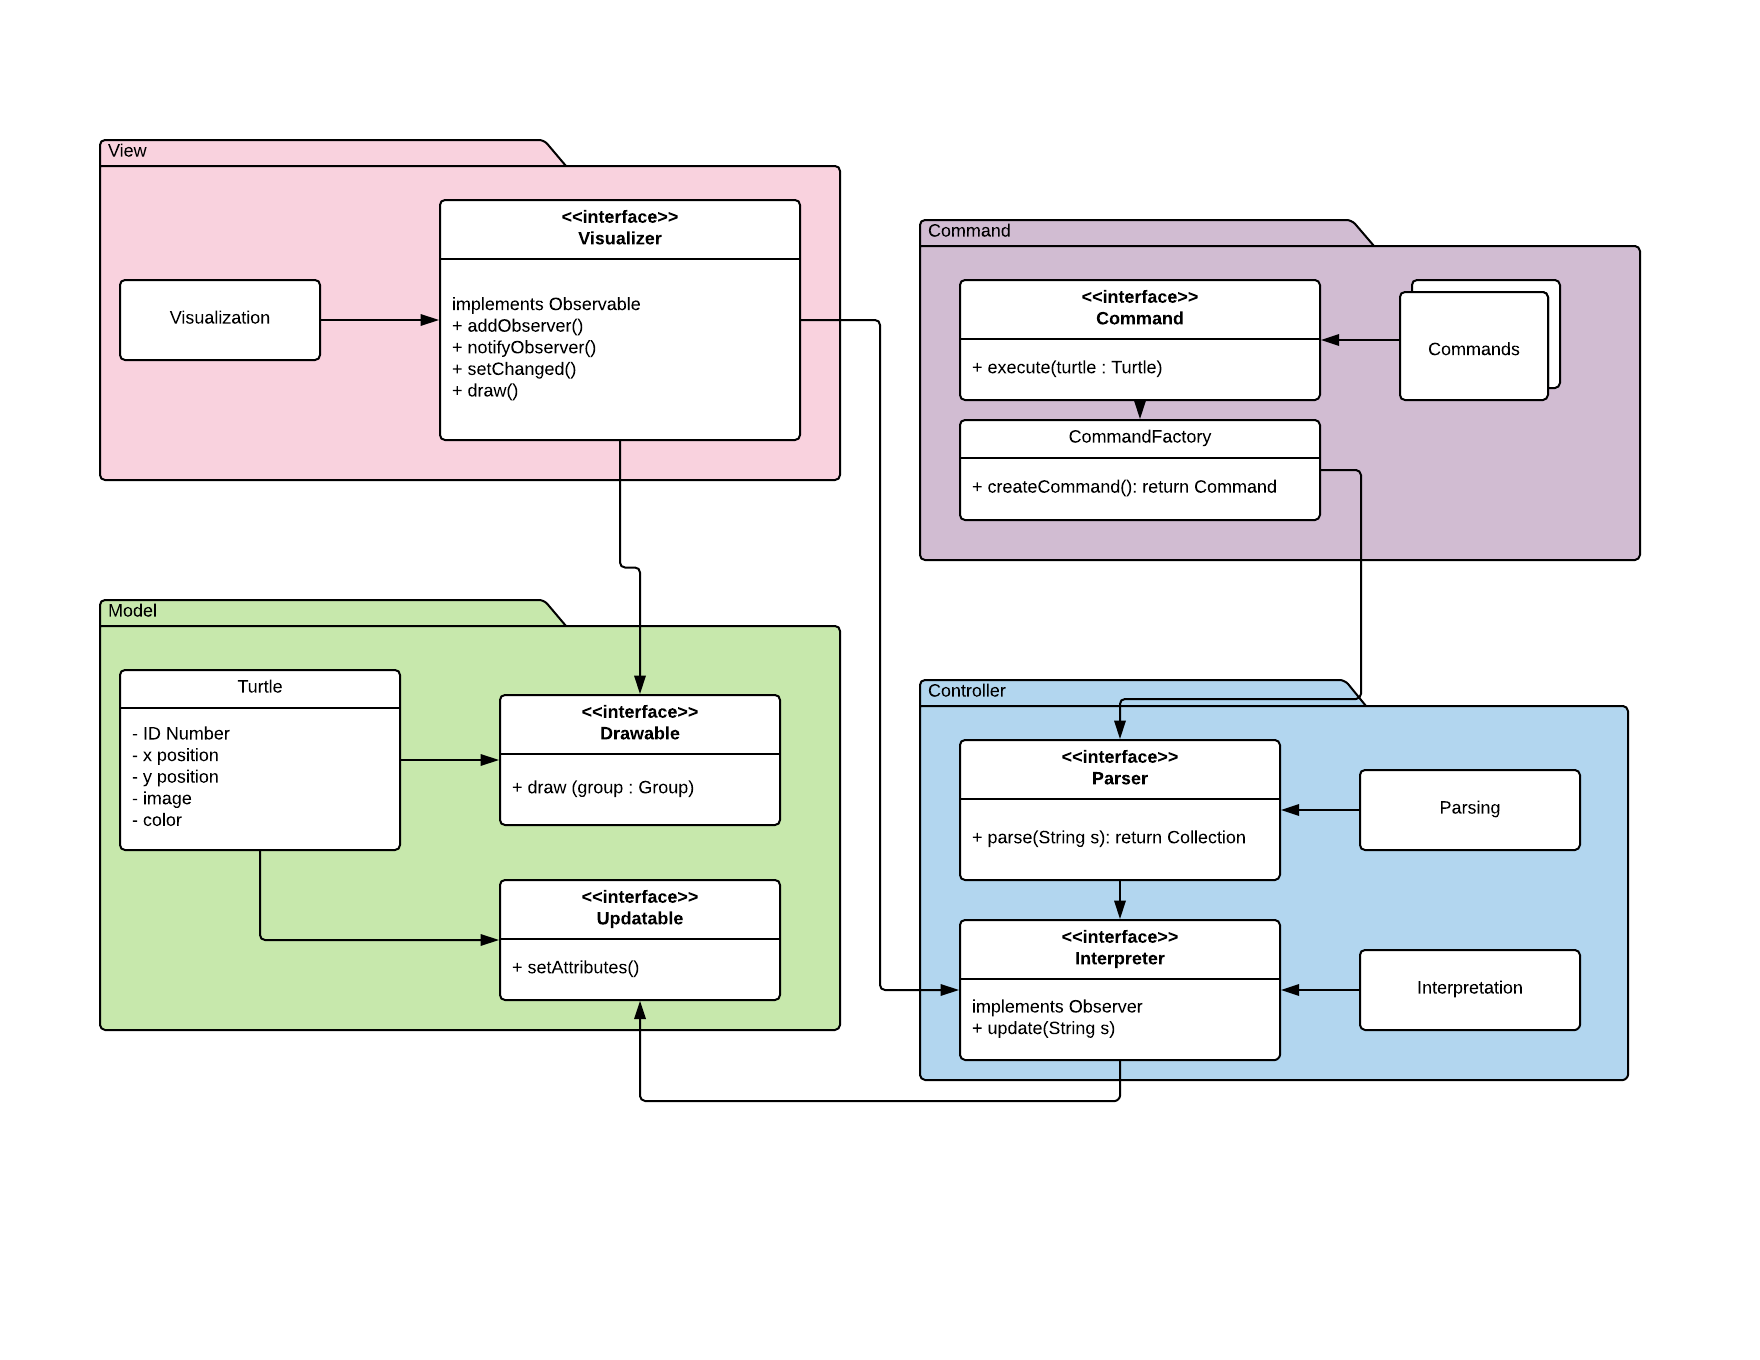 View
<<interface>>
Visualizer
Visualization
implements Observable
+ addObserver()
+ notifyObserver()
+ setChanged()
+ draw()
Command
<<interface>>
Command
+ execute(turtle : Turtle)
Commands
CommandFactory
+ createCommand(): return Command
Model
Turtle
- ID Number
- x position
- y position
- image
- color
<<interface>>
Drawable
+ draw (group : Group)
<<interface>>
Updatable
+ setAttributes()
Controller
<<interface>>
Parser
+ parse(String s): return Collection
Parsing
<<interface>>
Interpreter
implements Observer
+ update(String s)
Interpretation